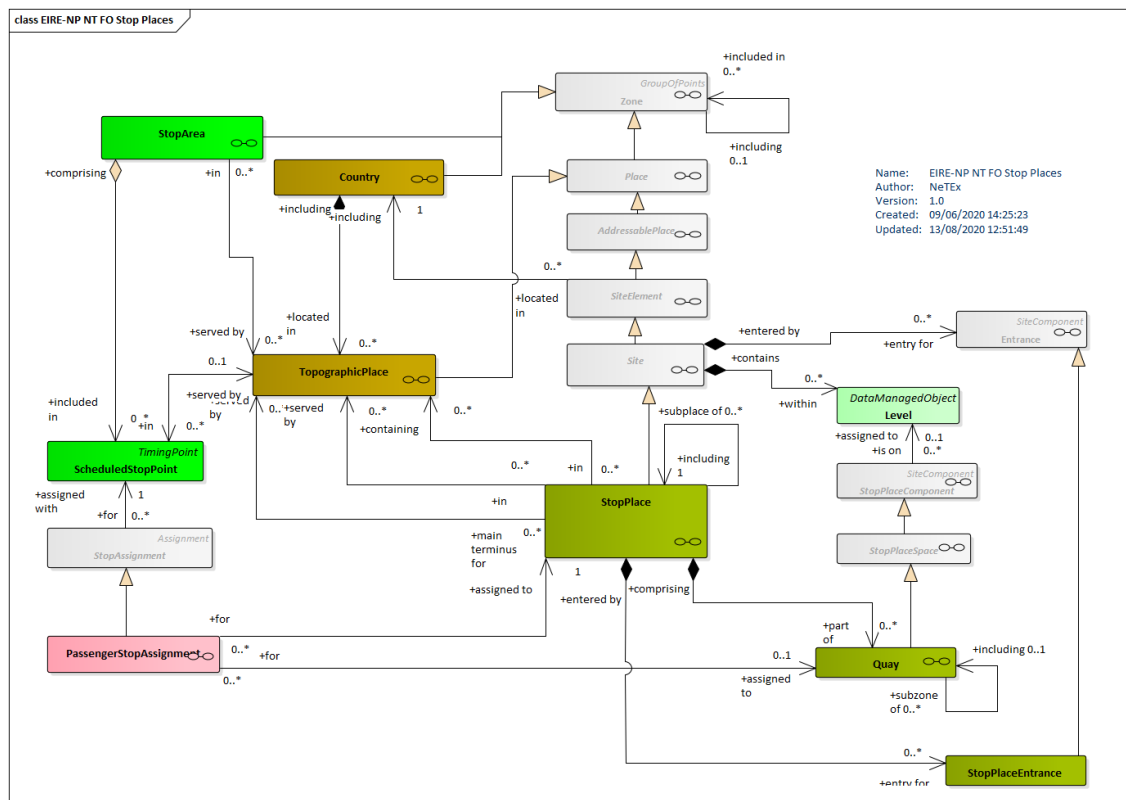 class EIRE-NP NT FO Stop Places
+included in
0..*
GroupOfPoints
Zone
+including
0..1
StopArea
+comprising
+in
0..*
Country
+including
+including
1
Place
Name: EIRE-NP NT FO Stop Places
Author: NeTEx
Version: 1.0
Created: 09/06/2020 14:25:23
Updated: 13/08/2020 12:51:49
AddressablePlace
0..*
SiteElement
+located
in
+located
in
+served by
0..*
0..*
+entered by
0..*
SiteComponent
Entrance
+entry for
Site
+contains
0..*
+within
0..1
TopographicPlace
DataManagedObject
Level
+served by
+served
by
0..*
+served
by
0..*
+containing
0..*
+subplace of 0..*
+included
in
0..*
+in
0..*
+assigned to
0..1
+is on
0..*
TimingPoint
ScheduledStopPoint
+including
1
0..*
+in
0..*
SiteComponent
StopPlaceComponent
+assigned
with
1
+for
0..*
+in
StopPlace
0..*
+main
terminus
for
Assignment
StopAssignment
StopPlaceSpace
1
+assigned to
+entered by
+comprising
+for
0..*
+part
of
0..*
PassengerStopAssignment
+for
0..*
0..1
+assigned
to
Quay
+including 0..1
+subzone
of 0..*
0..*
StopPlaceEntrance
+entry for